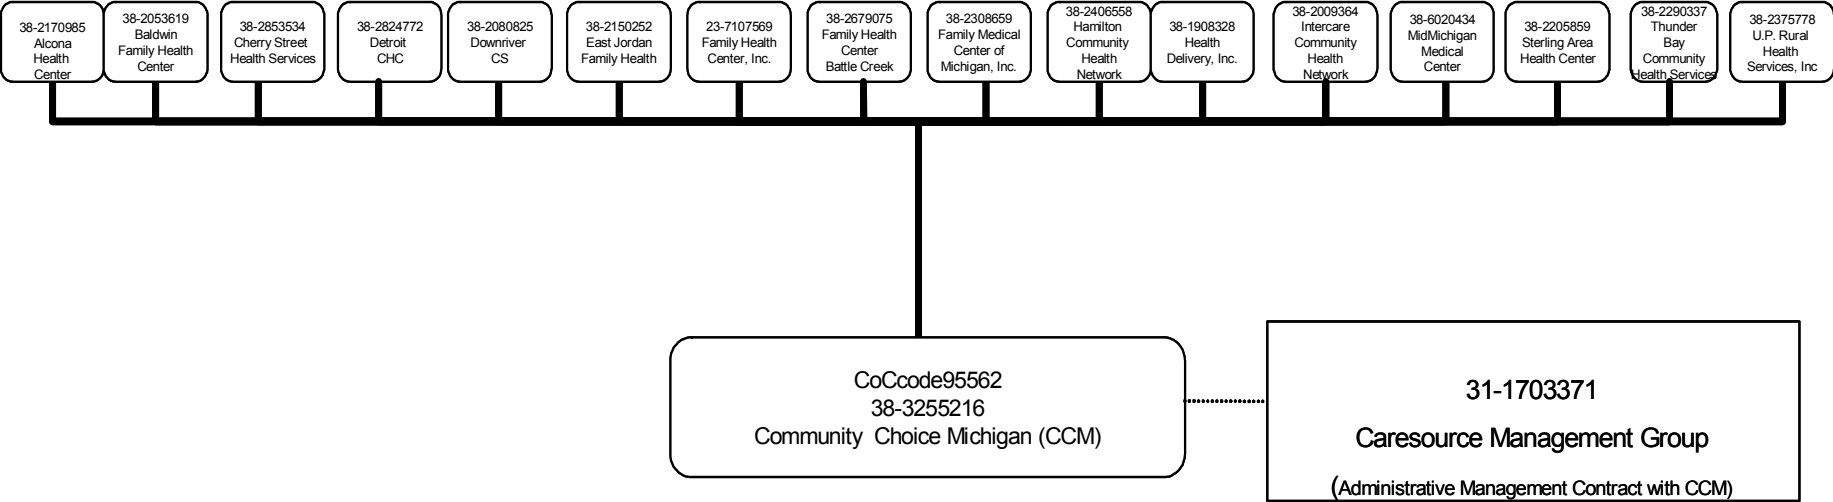 38-2170985
Alcona
Health
Center
38-2053619
Baldwin
Family Health
Center
38-2853534
Cherry Street
Health Services
38-2824772
Detroit
CHC
38-2080825
Downriver
CS
38-2150252
East Jordan
Family Health
23-7107569
Family Health
Center, Inc.
38-2679075
Family Health
Center
Battle Creek
38-2308659
Family Medical
Center of
Michigan, Inc.
38-2406558
Hamilton
Community
Health
Network
38-1908328
Health
Delivery, Inc.
38-2009364
Intercare
Community
Health
Network
38-6020434
MidMichigan
Medical
Center
38-2205859
Sterling Area
Health Center
38-2290337
Thunder
Bay
Community
Health Services
38-2375778
U.P. Rural
Health
Services, Inc
CoCcode95562
38-3255216
Community Choice Michigan (CCM)
31-1703371
Caresource Management Group
(Administrative Management Contract with CCM)